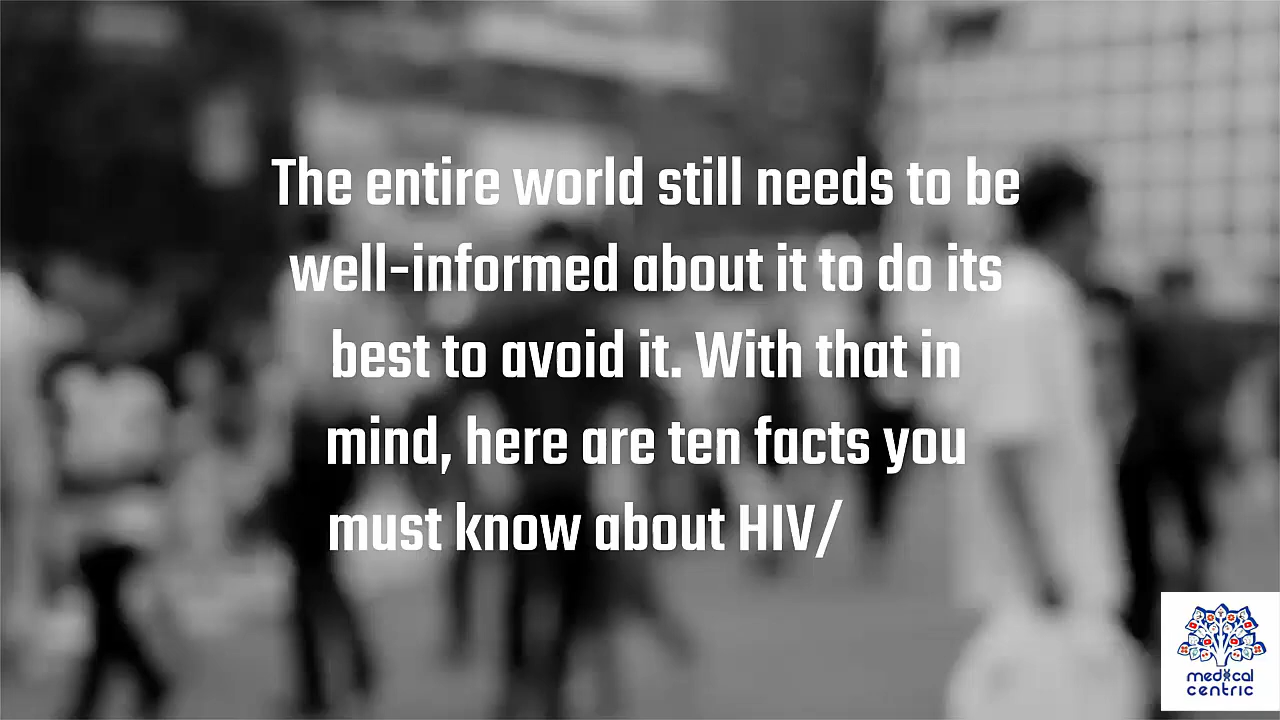 The entire world still needs to be
well-informed about it to do its
best to avoid it. With that in
mind, here are ten facts you
must know about HIV/
medical
centric